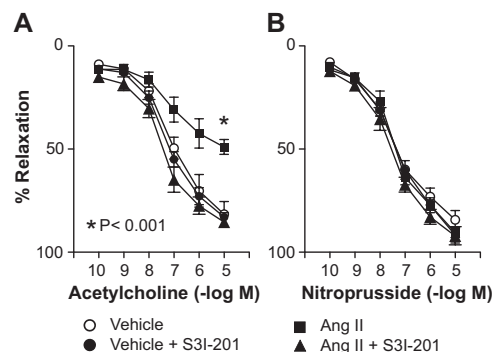 A
B
0
50
100
% Relaxation
*
* P< 0.001
10 9 8 7 6 5
Acetylcholine (-log M)
0
50
100
10 9 8 7 6 5
Nitroprusside (-log M)
Vehicle
Vehicle + S3I-201
Ang II
Ang II + S3I-201